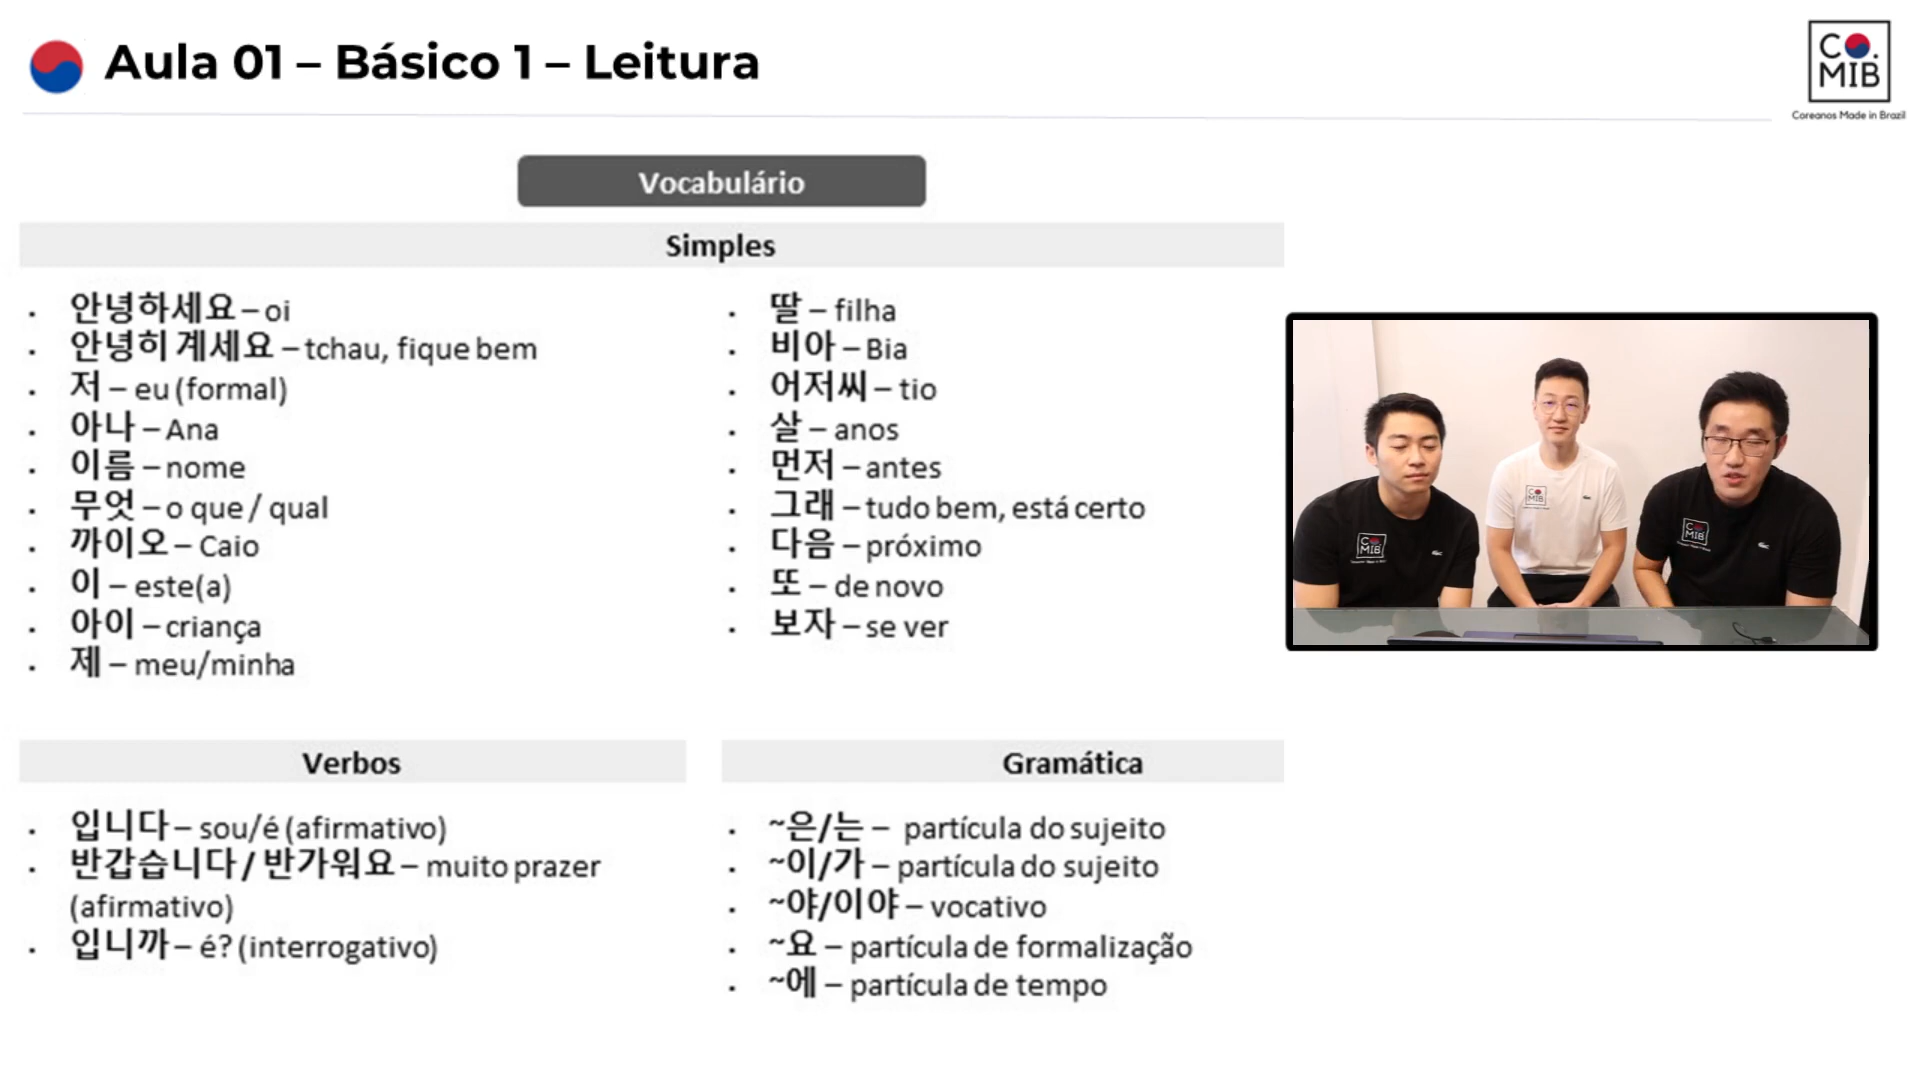 Aula 01 – Básico 1 – Leitura
CO.
MIB
Coreanos Made in Brazil
Vocabulário
Simples
· 안녕하세요 – oi
· 안녕히 계세요 – tchau, fique bem
· 저 – eu (formal)
· 아나 – Ana
· 이름 – nome
· 무엇 – o que / qual
· 까이오 – Caio
· 이 – este(a)
· 아이 – criança
· 제 – meu/minha
· 딸 – filha
· 비아 – Bia
· 어저씨 – tio
· 살 – anos
· 먼저 – antes
· 그래 – tudo bem, está certo
· 다음 – próximo
· 또 – de novo
· 보자 – se ver
Verbos
· 입니다 – sou/é (afirmativo)
· 반갑습니다 / 반가워요 – muito prazer
(afirmativo)
· 입니까 – é? (interrogativo)
Gramática
· ~은/는 – partícula do sujeito
· ~이/가 – partícula do sujeito
· ~야/이야 – vocativo
· ~요 – partícula de formalização
· ~에 – partícula de tempo
CO.
MIB
CO.
MIB
CO.
MIB